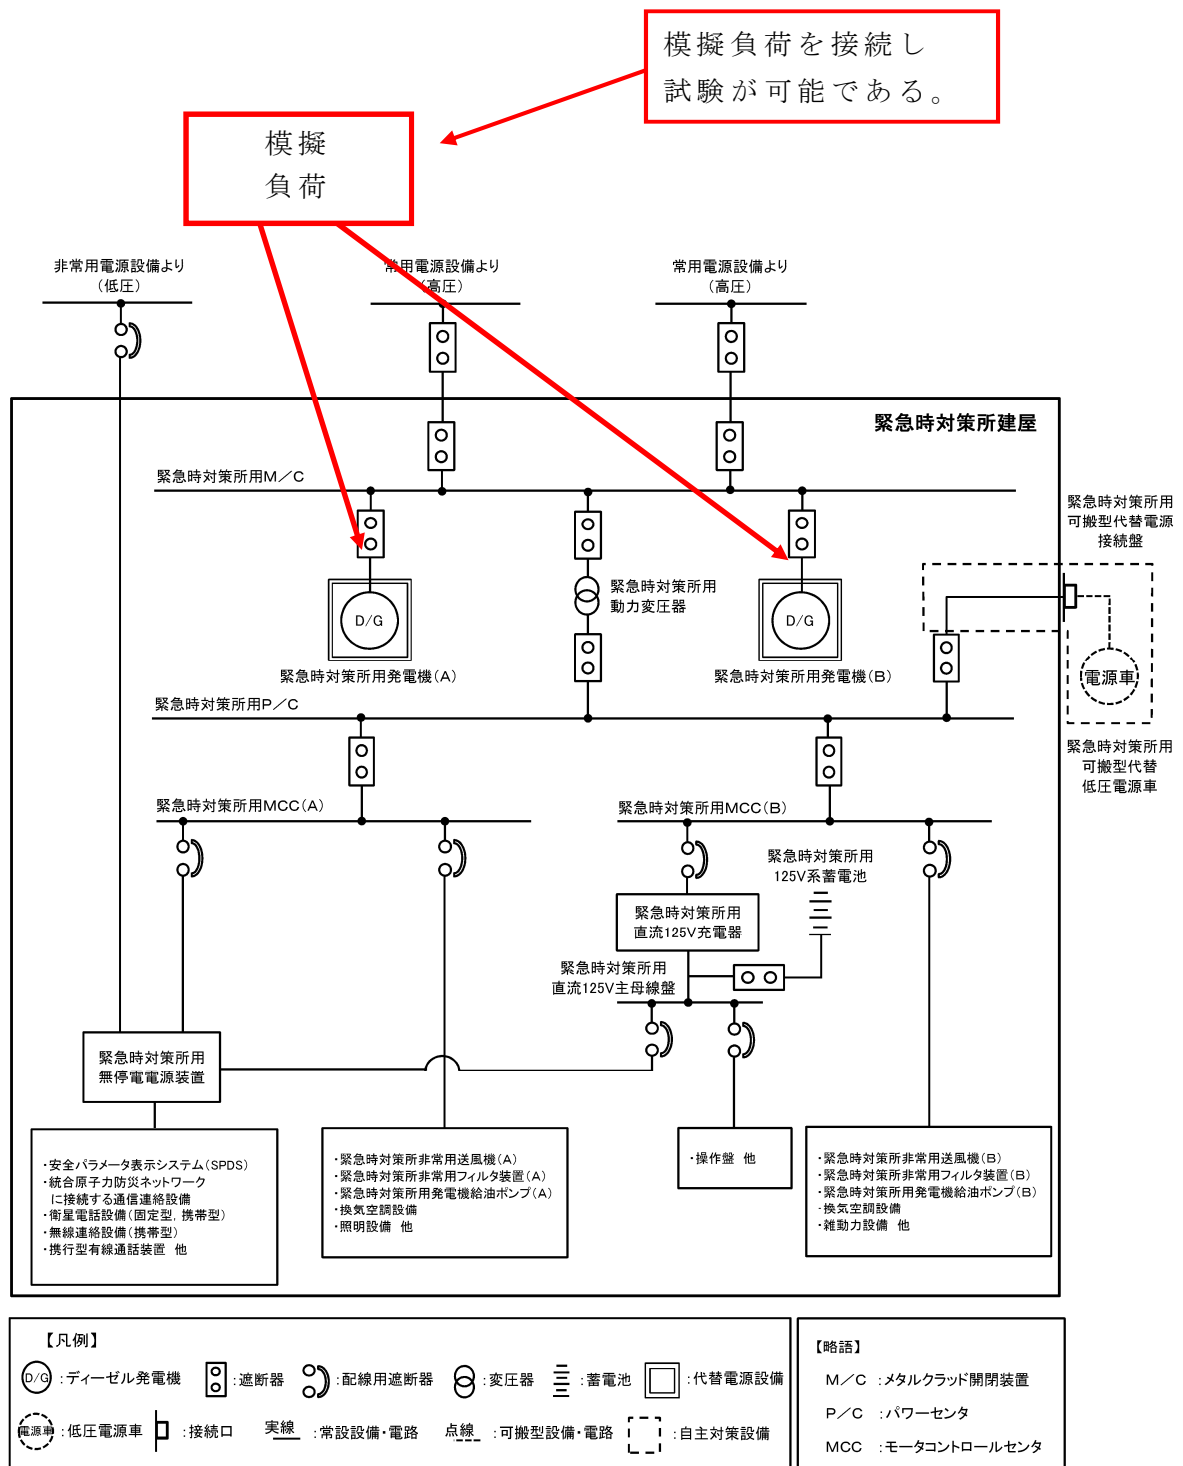 模擬負荷を接続し
試験が可能である。
模擬
負荷
非常用電源設備より
(低圧)
常用電源設備より
(高圧)
常用電源設備より
(高圧)
緊急時対策所建屋
緊急時対策所用M／C
緊急時対策所用
可搬型代替電源
接続盤
緊急時対策所用
動力変圧器
D/G
D/G
電源車
緊急時対策所用発電機(A)
緊急時対策所用発電機(B)
緊急時対策所用P／C
緊急時対策所用
可搬型代替
低圧電源車
緊急時対策所用MCC(A)
緊急時対策所用MCC(B)
緊急時対策所用
125V系蓄電池
緊急時対策所用
直流125V充電器
緊急時対策所用
直流125V主母線盤
緊急時対策所用
無停電電源装置
・安全パラメータ表示システム(SPDS)
・統合原子力防災ネットワーク
に接続する通信連絡設備
・衛星電話設備(固定型，携帯型)
・無線連絡設備(携帯型)
・携行型有線通話装置 他
・緊急時対策所非常用送風機(A)
・緊急時対策所非常用フィルタ装置(A)
・緊急時対策所用発電機給油ポンプ(A)
・換気空調設備
・照明設備 他
・操作盤 他
・緊急時対策所非常用送風機(B)
・緊急時対策所非常用フィルタ装置(B)
・緊急時対策所用発電機給油ポンプ(B)
・換気空調設備
・雑動力設備 他
【凡例】
D/G :ディーゼル発電機
:遮断器
:配線用遮断器
:変圧器
:蓄電池
:代替電源設備
電源車 :低圧電源車
:接続口
実線 :常設設備・電路
点線 :可搬型設備・電路
:自主対策設備
【略語】
M／C :メタルクラッド開閉装置
P／C :パワーセンタ
MCC :モータコントロールセンタ